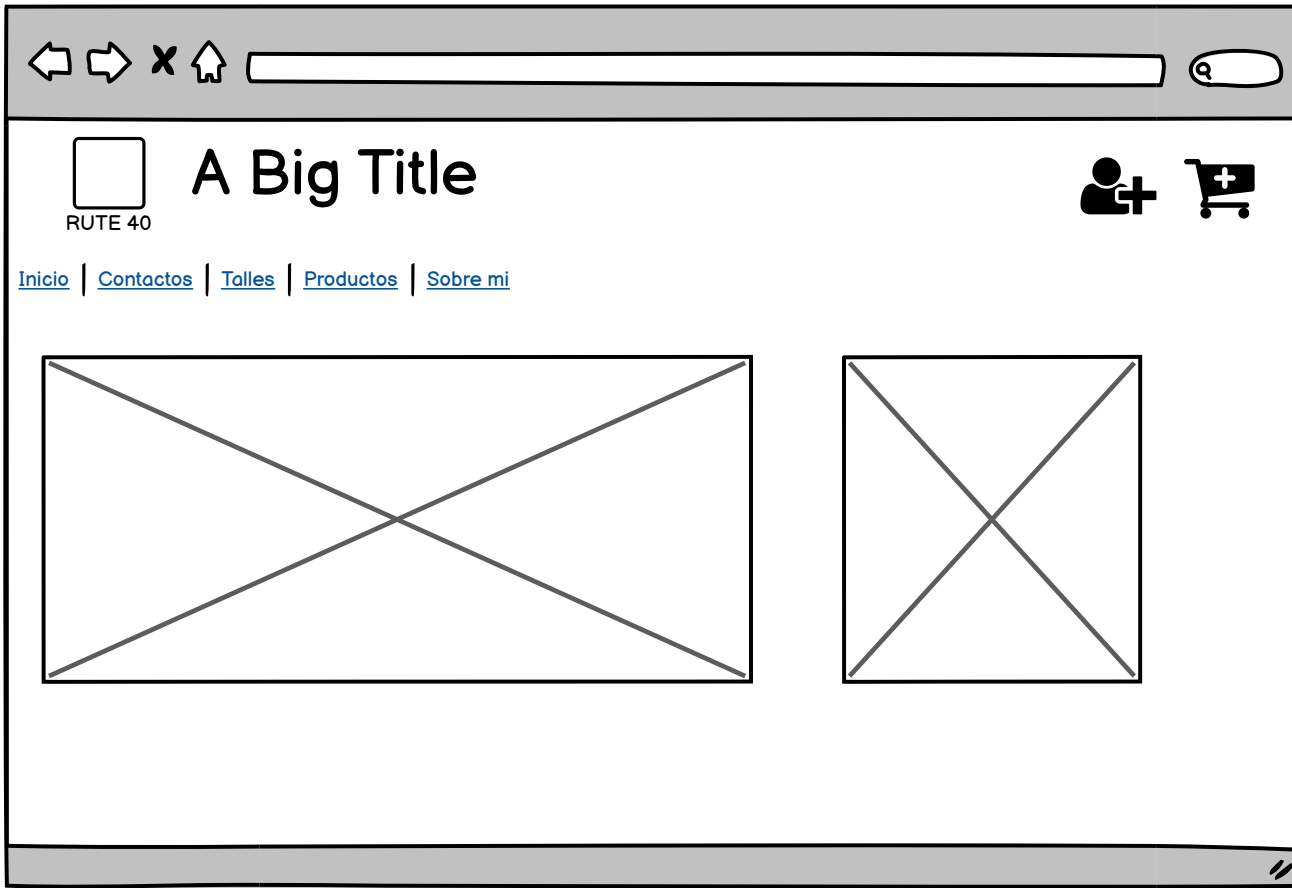 A Big Title
RUTE 40
Inicio | Contactos | Talles | Productos | Sobre mi